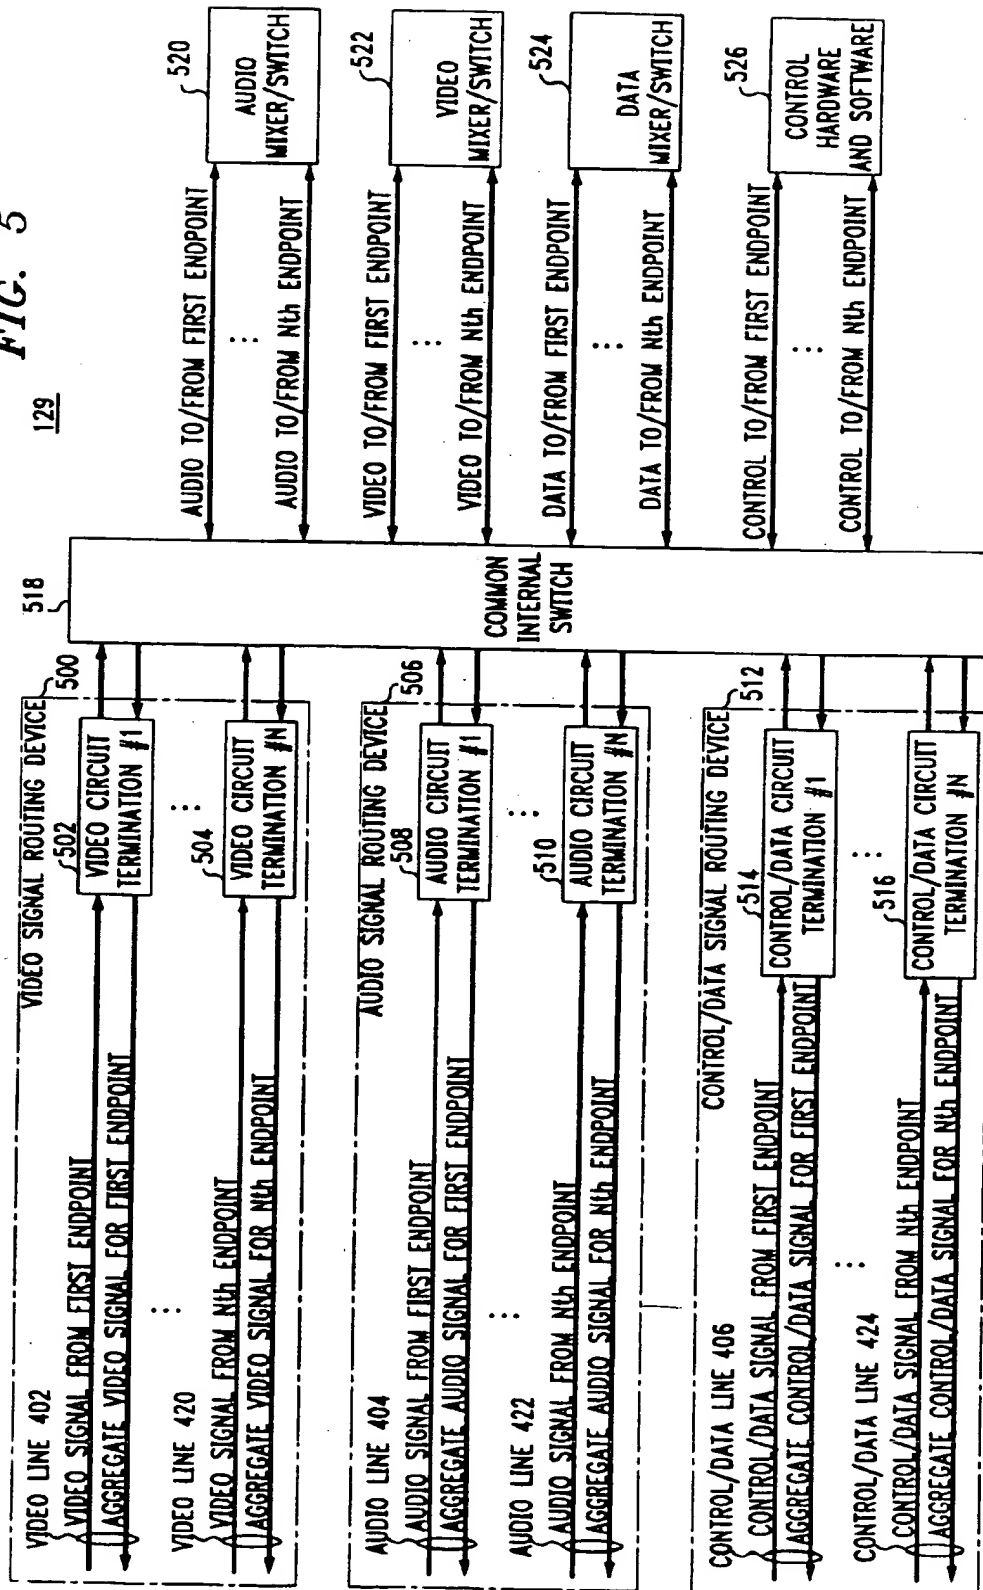 FIG. 5
129
VIDEO SIGNAL ROUTING DEVICE
500
VIDEO LINE 402
VIDEO SIGNAL FROM FIRST ENDPOINT
AGGREGATE VIDEO SIGNAL FOR FIRST ENDPOINT
502
VIDEO CIRCUIT
TERMINATION #1
VIDEO LINE 420
VIDEO SIGNAL FROM Nth ENDPOINT
AGGREGATE VIDEO SIGNAL FOR Nth ENDPOINT
504
VIDEO CIRCUIT
TERMINATION #N
AUDIO SIGNAL ROUTING DEVICE
506
AUDIO LINE 404
AUDIO SIGNAL FROM FIRST ENDPOINT
AGGREGATE AUDIO SIGNAL FOR FIRST ENDPOINT
508
AUDIO CIRCUIT
TERMINATION #1
AUDIO LINE 422
AUDIO SIGNAL FROM Nth ENDPOINT
AGGREGATE AUDIO SIGNAL FOR Nth ENDPOINT
510
AUDIO CIRCUIT
TERMINATION #N
CONTROL/DATA SIGNAL ROUTING DEVICE
512
CONTROL/DATA LINE 406
CONTROL/DATA SIGNAL FROM FIRST ENDPOINT
AGGREGATE CONTROL/DATA SIGNAL FOR FIRST ENDPOINT
514
CONTROL/DATA CIRCUIT
TERMINATION
#1
CONTROL/DATA LINE 424
CONTROL/DATA SIGNAL FROM Nth ENDPOINT
AGGREGATE CONTROL/DATA SIGNAL FOR Nth ENDPOINT
516
CONTROL/DATA CIRCUIT
TERMINATION
#N
518
COMMON
INTERNAL
SWITCH
AUDIO TO/FROM FIRST ENDPOINT
AUDIO TO/FROM Nth ENDPOINT
520
AUDIO
MIXER/SWITCH
VIDEO TO/FROM FIRST ENDPOINT
VIDEO TO/FROM Nth ENDPOINT
522
VIDEO
MIXER/SWITCH
DATA TO/FROM FIRST ENDPOINT
DATA TO/FROM Nth ENDPOINT
524
DATA
MIXER/SWITCH
CONTROL TO/FROM FIRST ENDPOINT
CONTROL TO/FROM Nth ENDPOINT
526
CONTROL
HARDWARE
AND SOFTWARE